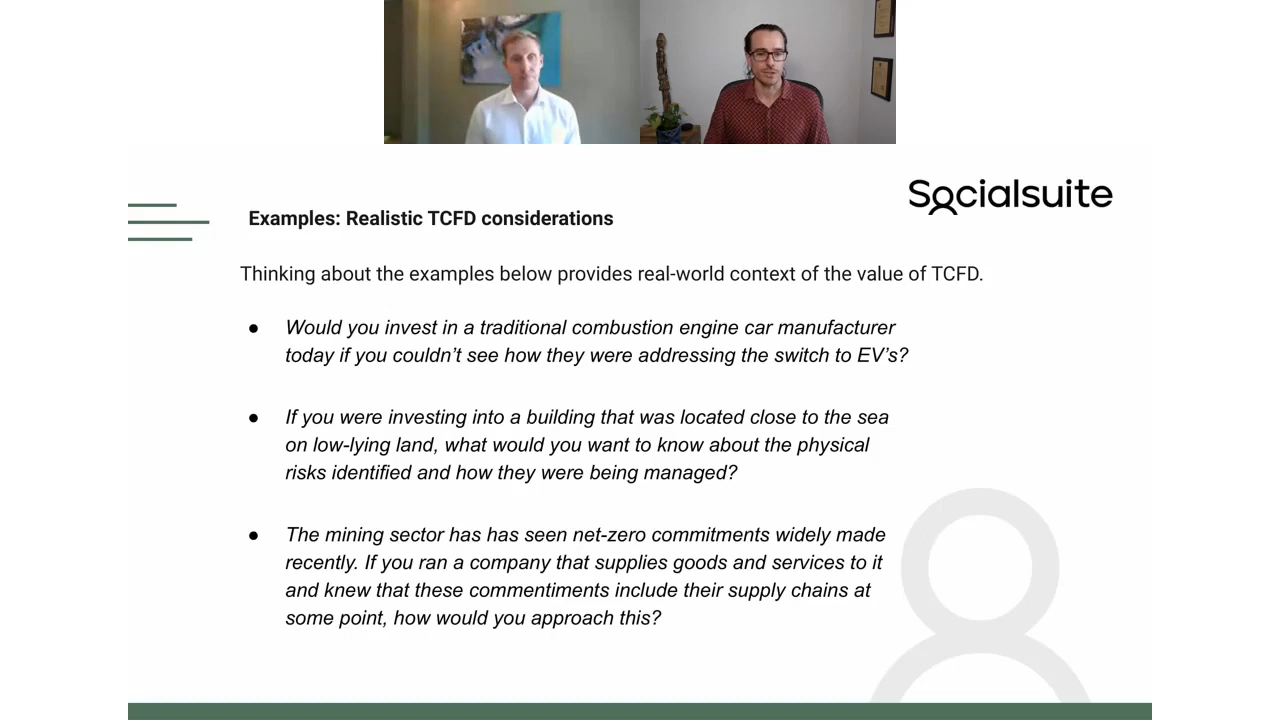 Socialsuite
Examples: Realistic TCFD considerations
Thinking about the examples below provides real-world context of the value of TCFD.
● Would you invest in a traditional combustion engine car manufacturer
today if you couldn't see how they were addressing the switch to EV's?
● If you were investing into a building that was located close to the sea
on low-lying land, what would you want to know about the physical
risks identified and how they were being managed?
● The mining sector has has seen net-zero commitments widely made
recently. If you ran a company that supplies goods and services to it
and knew that these commentiments include their supply chains at
some point, how would you approach this?